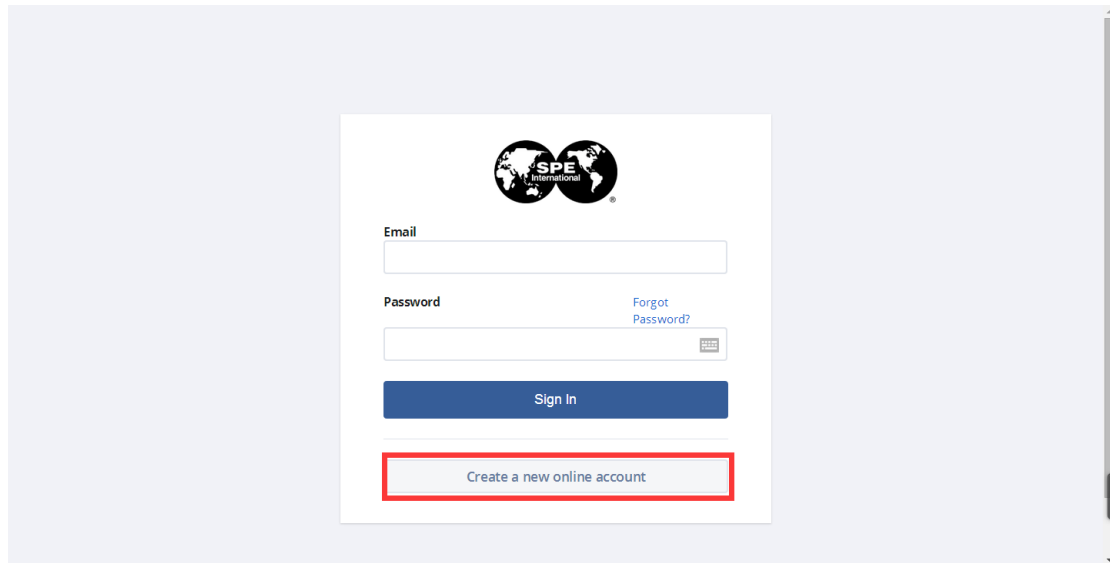 SPE
International
®
Email
Password
Forgot
Password?
Sign In
Create a new online account